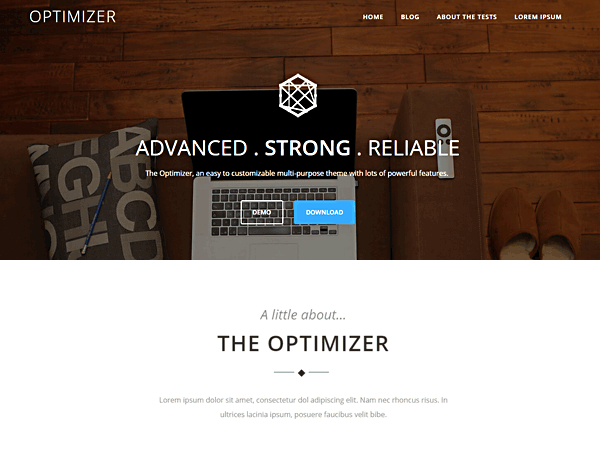 OPTIMIZER
HOME BLOG ABOUT THE TESTS LOREM IPSUM
ADVANCED . STRONG . RELIABLE
The Optimizer, an easy to customizable multi-purpose theme with lots of powerful features.
DEMO DOWNLOAD
A little about...
THE OPTIMIZER
Lorem ipsum dolor sit amet, consectetur dol adipiscing elit. Nam nec rhoncus risus. In
ultrices lacinia ipsum, posuere faucibus velit bibe.